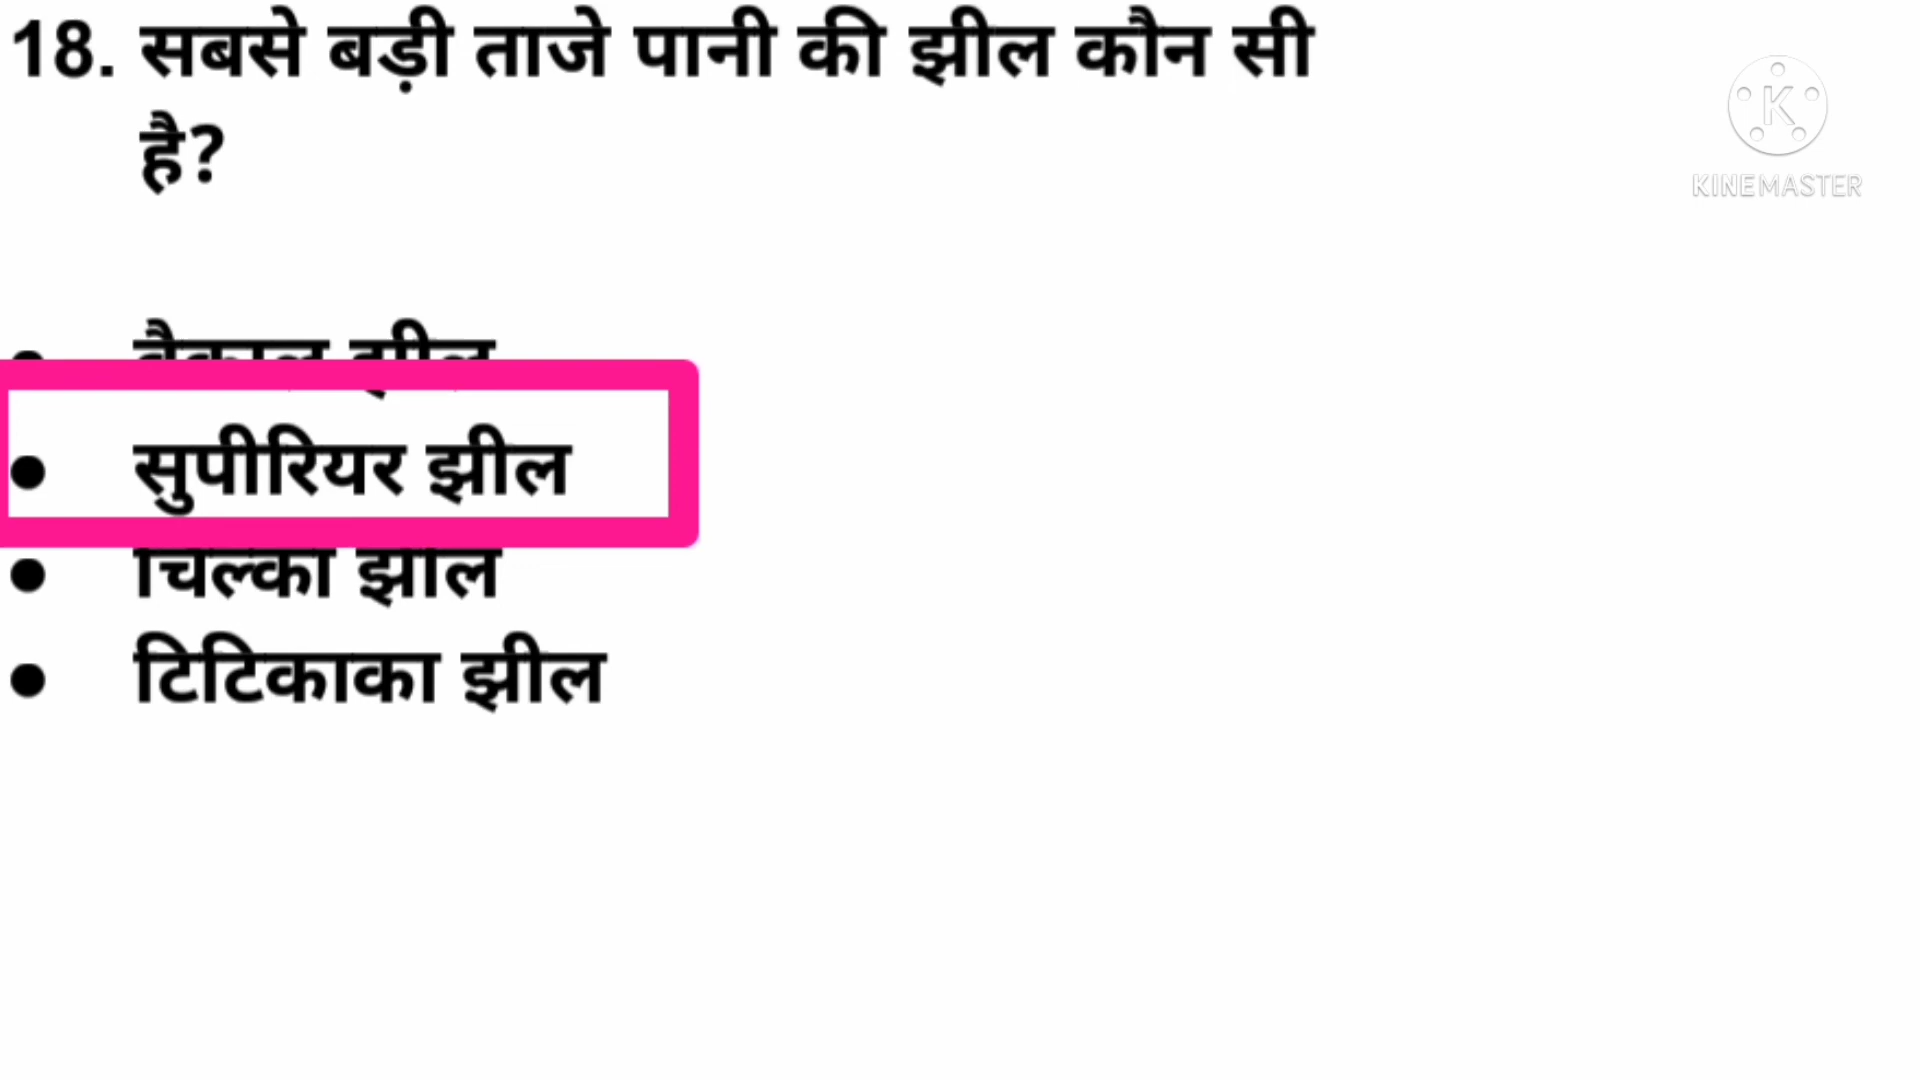 18. सबसे बड़ी ताजे पानी की झील कौन सी
है?
KINEMASTER
बैकाल झील
• सुपीरियर झील
• चिल्का झील
• टिटिकाका झील